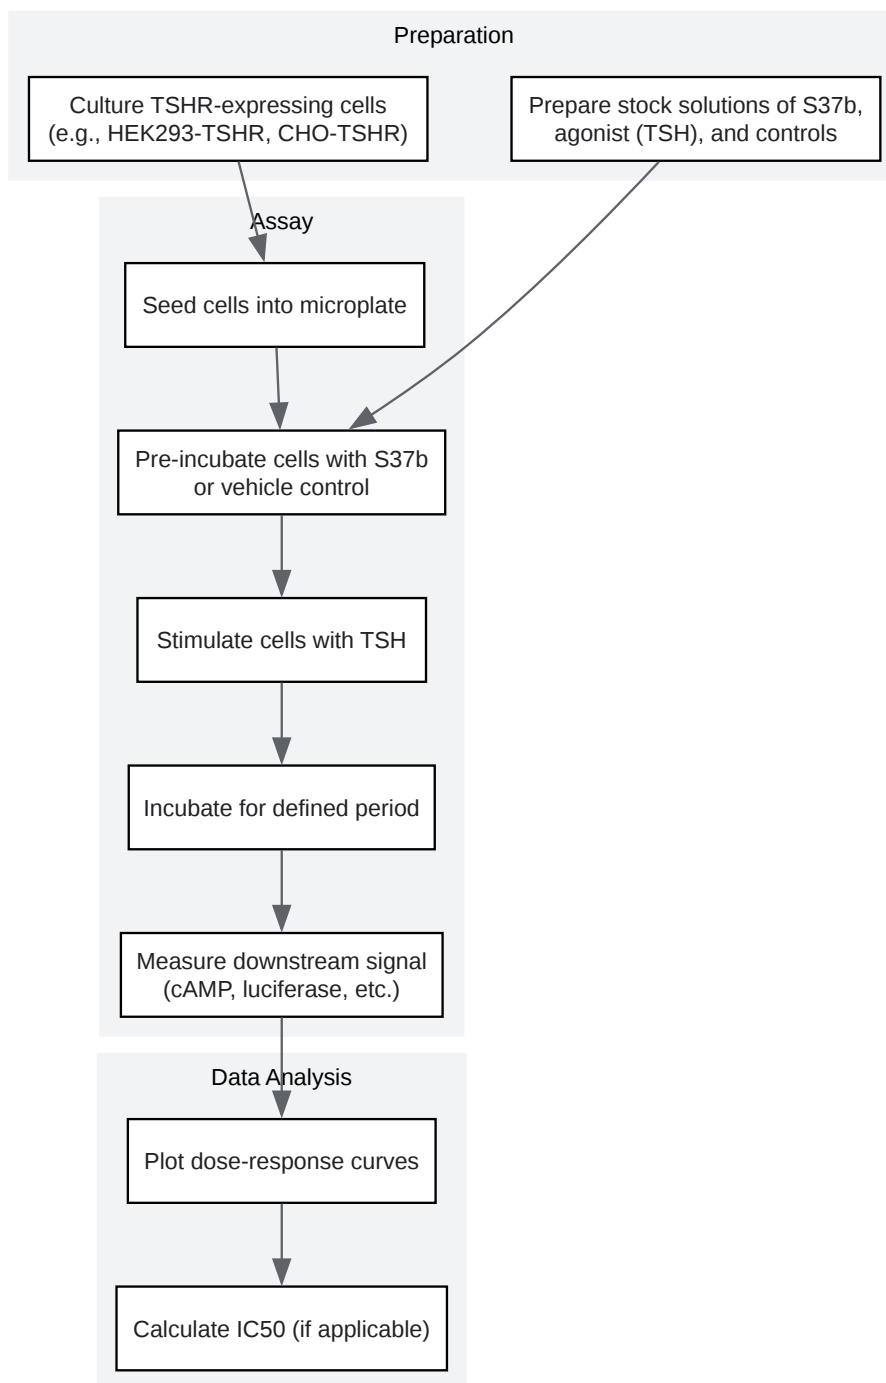 Preparation
Culture TSHR-expressing cells
(e.g., HEK293-TSHR, CHO-TSHR)
Prepare stock solutions of S37b,
agonist (TSH), and controls
Assay
Seed cells into microplate
Pre-incubate cells with S37b
or vehicle control
Stimulate cells with TSH
Incubate for defined period
Measure downstream signal
(cAMP, luciferase, etc.)
Data Analysis
Plot dose-response curves
Calculate IC50 (if applicable)